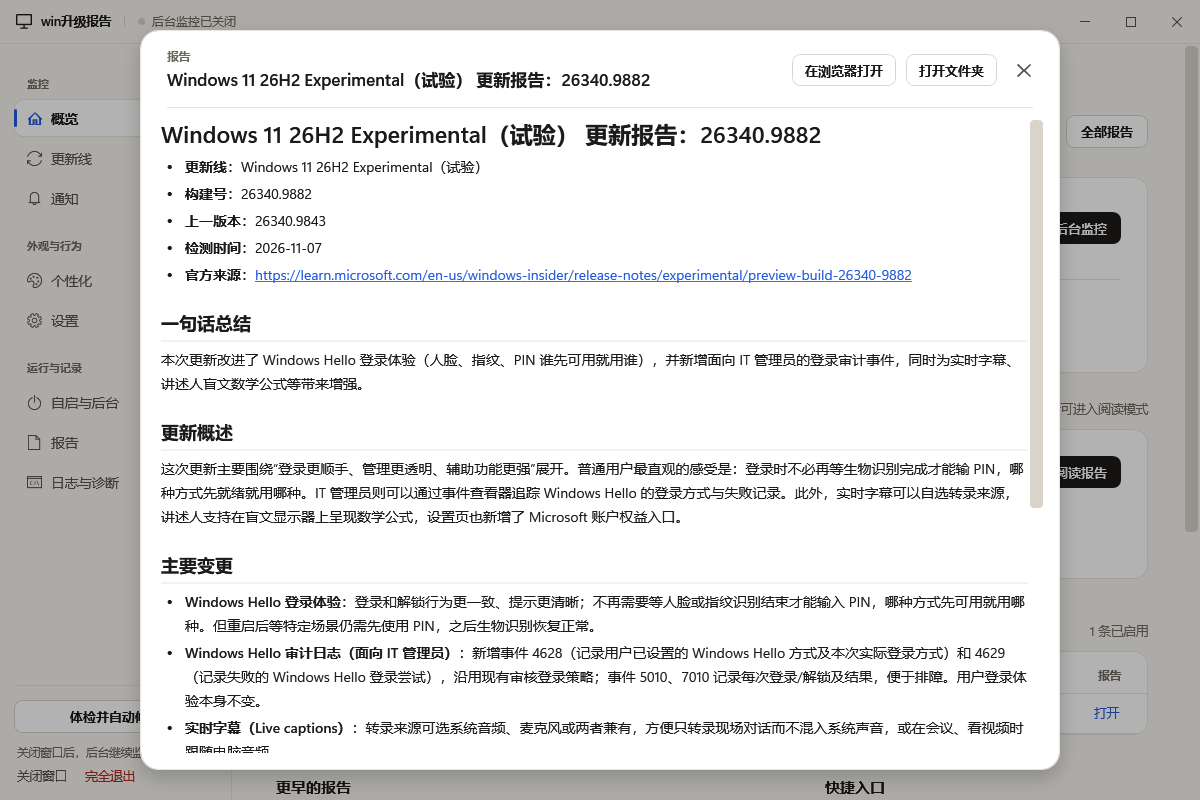 win升级报告
后台监控已关闭
监控
概览
更新线
通知
外观与行为
个性化
设置
运行与记录
自启与后台
报告
日志与诊断
体检并自动
关闭窗口后，后台继续
关闭窗口 完全退出
报告
Windows 11 26H2 Experimental（试验） 更新报告：26340.9882
在浏览器打开
打开文件夹
Windows 11 26H2 Experimental（试验） 更新报告：26340.9882
• 更新线：Windows 11 26H2 Experimental（试验）
• 构建号：26340.9882
• 上一版本：26340.9843
• 检测时间：2026-11-07
• 官方来源：https://learn.microsoft.com/en-us/windows-insider/release-notes/experimental/preview-build-26340-9882
一句话总结
本次更新改进了 Windows Hello 登录体验（人脸、指纹、PIN 谁先可用就用谁），并新增面向 IT 管理员的登录审计事件，同时为实时字幕、
讲述人盲文数学公式等带来增强。
更新概述
这次更新主要围绕“登录更顺手、管理更透明、辅助功能更强”展开。普通用户最直观的感受是：登录时不必再等生物识别完成才能输 PIN，哪
种方式先就绪就用哪种。IT 管理员则可以通过事件查看器追踪 Windows Hello 的登录方式与失败记录。此外，实时字幕可以自选转录来源，
讲述人支持在盲文显示器上呈现数学公式，设置页也新增了 Microsoft 账户权益入口。
主要变更
• Windows Hello 登录体验：登录和解锁行为更一致、提示更清晰；不再需要等人脸或指纹识别结束才能输入 PIN，哪种方式先可用就用哪
种。但重启后等特定场景仍需先使用 PIN，之后生物识别恢复正常。
• Windows Hello 审计日志（面向 IT 管理员）：新增事件 4628（记录用户已设置的 Windows Hello 方式及本次实际登录方式）和 4629
（记录失败的 Windows Hello 登录尝试），沿用现有审核登录策略；事件 5010、7010 记录每次登录/解锁及结果，便于排障。用户登录体
验本身不变。
• 实时字幕（Live captions）：转录来源可选系统音频、麦克风或两者兼有，方便只转录现场对话而不混入系统声音，或在会议、看视频时
跟随电脑音频
全部报告
后台监控
可进入阅读模式
阅读报告
1 条已启用
报告
打开
更早的报告
快捷入口